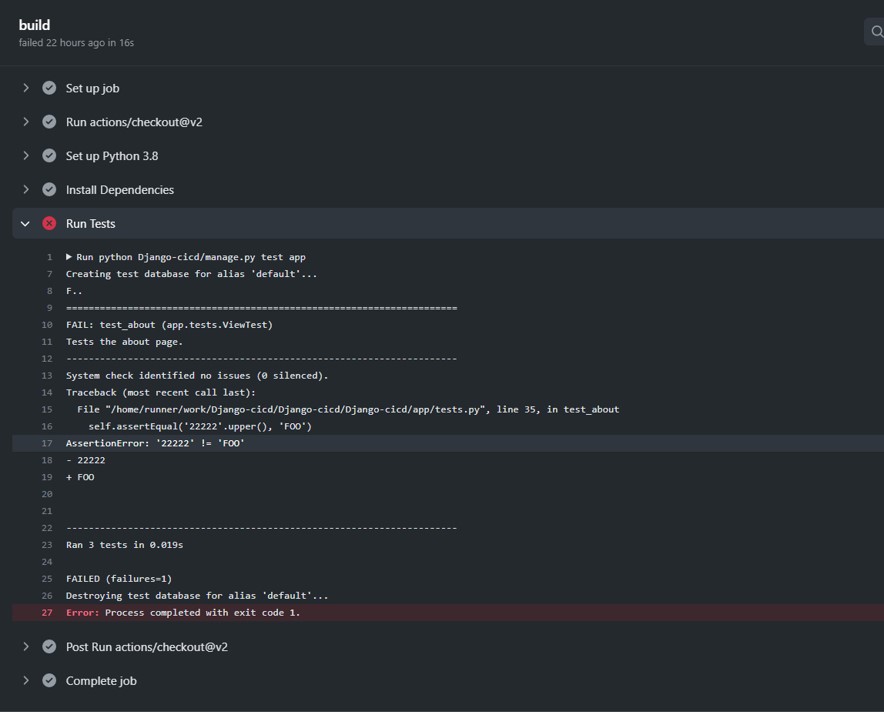 build
failed 22 hours ago in 16s
Set up job
Run actions/checkout@v2
Set up Python 3.8
Install Dependencies
Run Tests
1 ▶ Run python Django-cicd/manage.py test app
7 Creating test database for alias 'default'...
8 F..
9 ======================================================================
10 FAIL: test_about (app.tests.ViewTest)
11 Tests the about page.
12 ----------------------------------------------------------------------
13 System check identified no issues (0 silenced).
14 Traceback (most recent call last):
15   File "/home/runner/work/Django-cicd/Django-cicd/Django-cicd/app/tests.py", line 35, in test_about
16     self.assertEqual('22222'.upper(), 'FOO')
17 AssertionError: '22222' != 'FOO'
18 - 22222
19 + FOO
20
21
22 ----------------------------------------------------------------------
23 Ran 3 tests in 0.019s
24
25 FAILED (failures=1)
26 Destroying test database for alias 'default'...
27 Error: Process completed with exit code 1.
Post Run actions/checkout@v2
Complete job